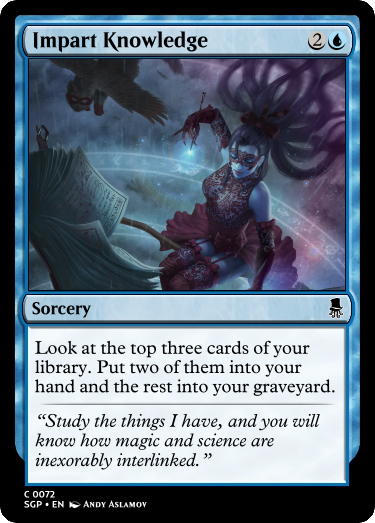 Impart Knowledge 2
Sorcery
Look at the top three cards of your
library. Put two of them into your
hand and the rest into your graveyard.
“Study the things I have, and you will
know how magic and science are
inexorably interlinked.”
C 0072
SGP • EN Andy Aslamov